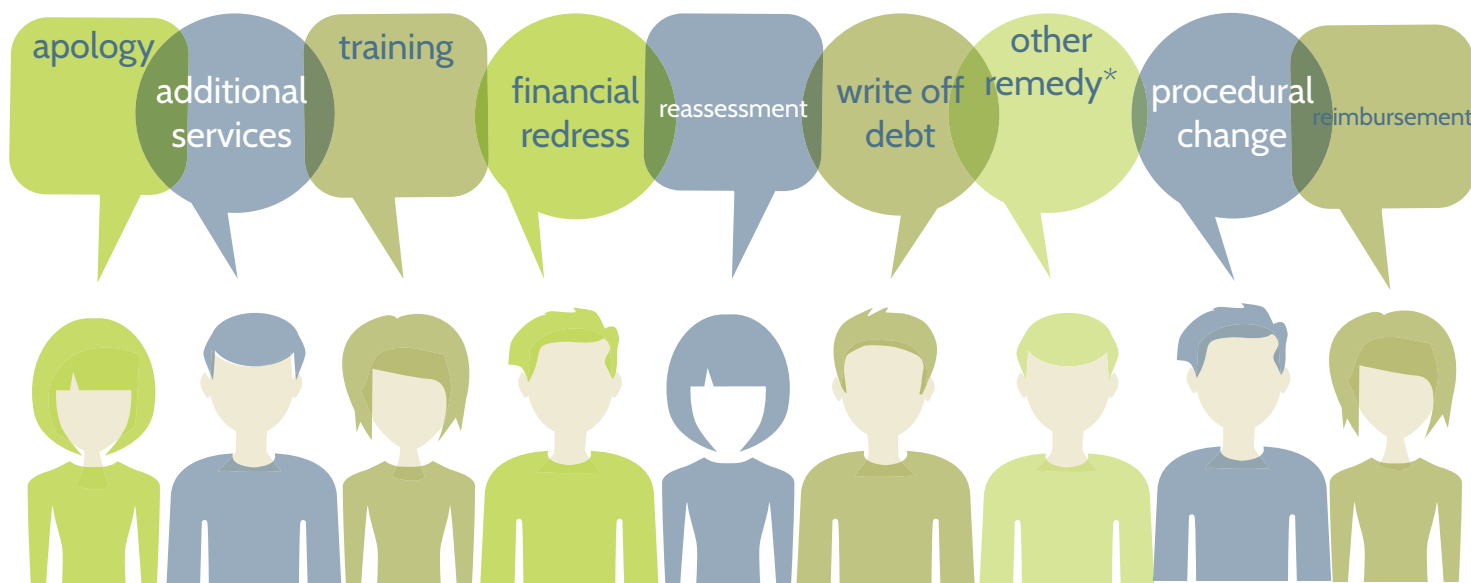 apology
additional
services
training
financial
redress
reassessment
write off
debt
other
remedy*
procedural
change
reimbursement